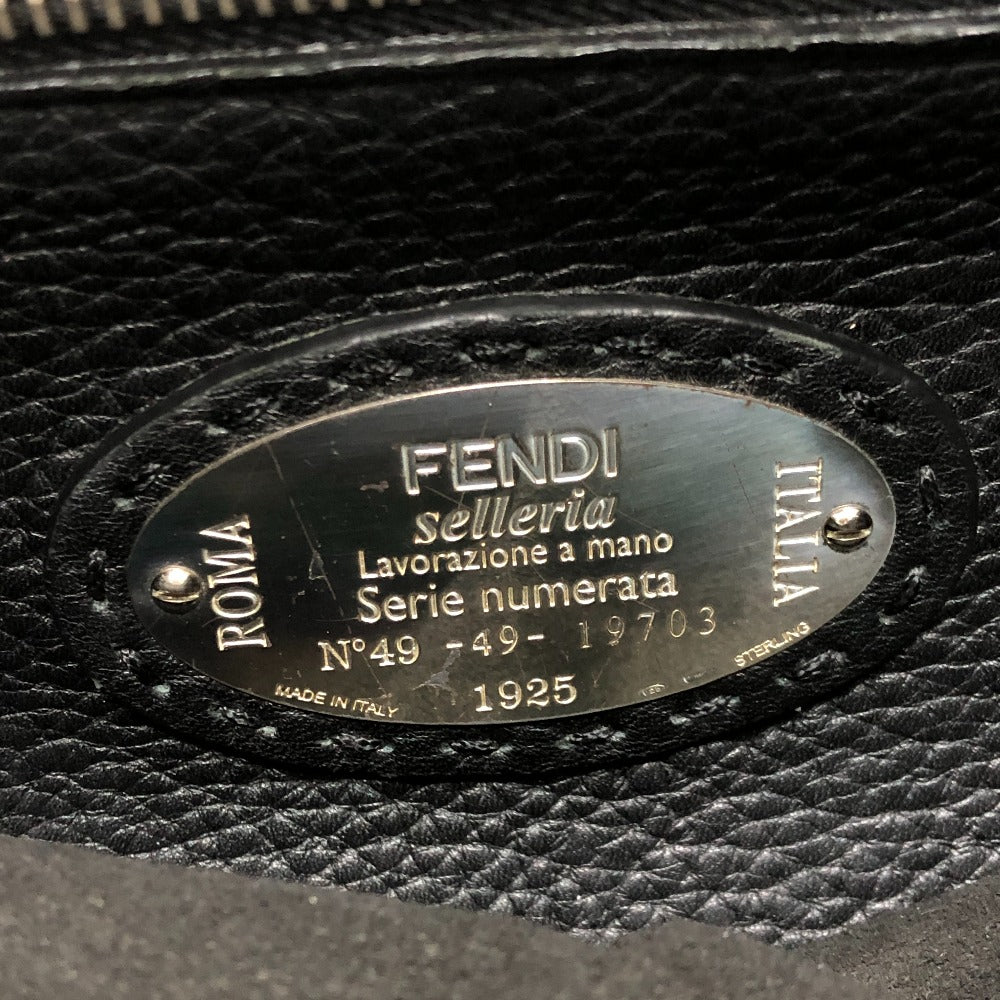 FENDI
selleria
Lavorazione a mano
Serie numerata
N°49 -49- 19703
1925
ROMA
ITALIA
MADE IN ITALY
STERLING